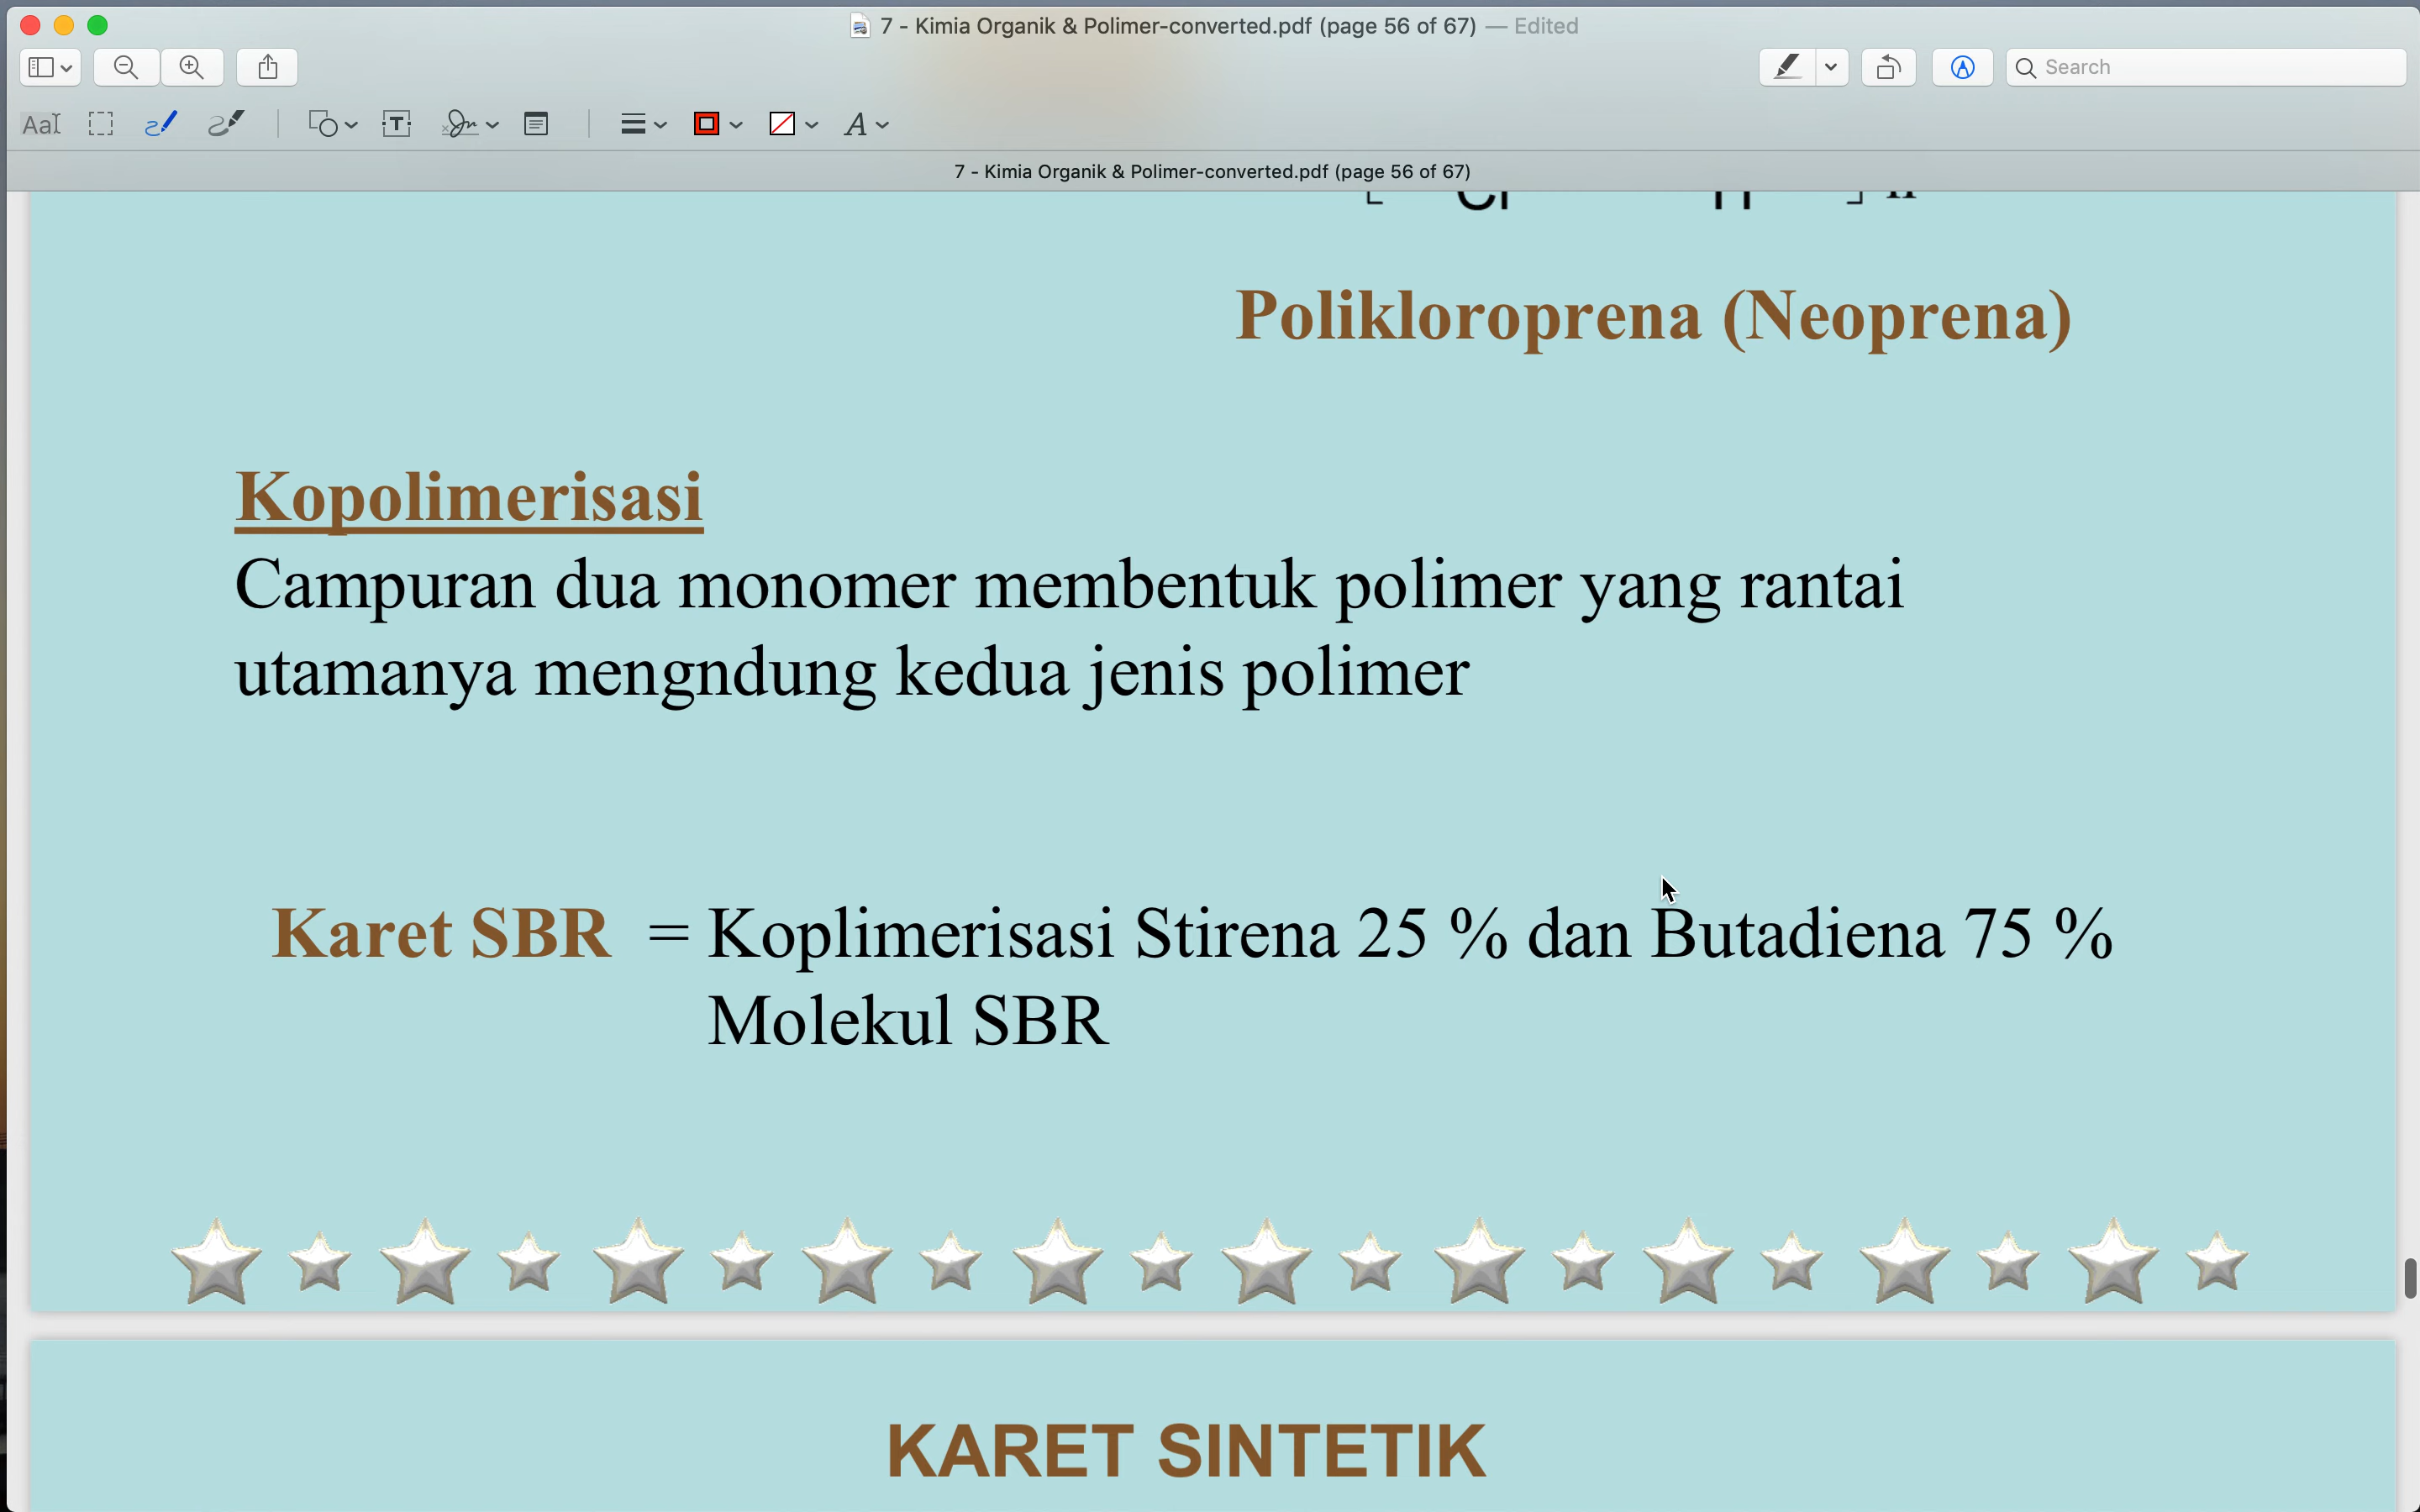 7 - Kimia Organik & Polimer-converted.pdf (page 56 of 67) — Edited
Search
AaI
T
A
7 - Kimia Organik & Polimer-converted.pdf (page 56 of 67)
Cl H n
Polikloroprena (Neoprena)
Kopolimerisasi
Campuran dua monomer membentuk polimer yang rantai
utamanya mengndung kedua jenis polimer
Karet SBR = Koplimerisasi Stirena 25 % dan Butadiena 75 %
Molekul SBR
KARET SINTETIK